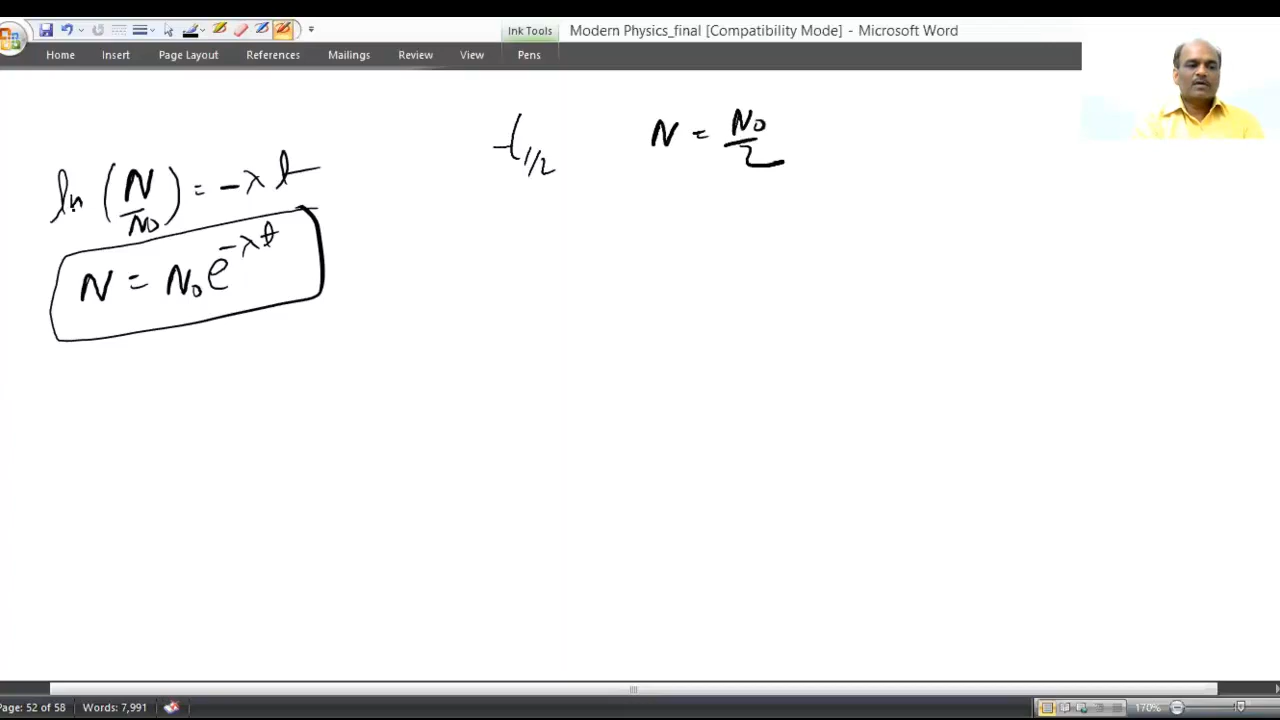 Ink Tools
Modern Physics_final [Compatibility Mode] - Microsoft Word
Home Insert Page Layout References Mailings Review View Pens
t1/2 N = N0/2
ln (N/N0) = -λt
N = N0 e^-λt
Page: 52 of 58 Words: 7,991 170%